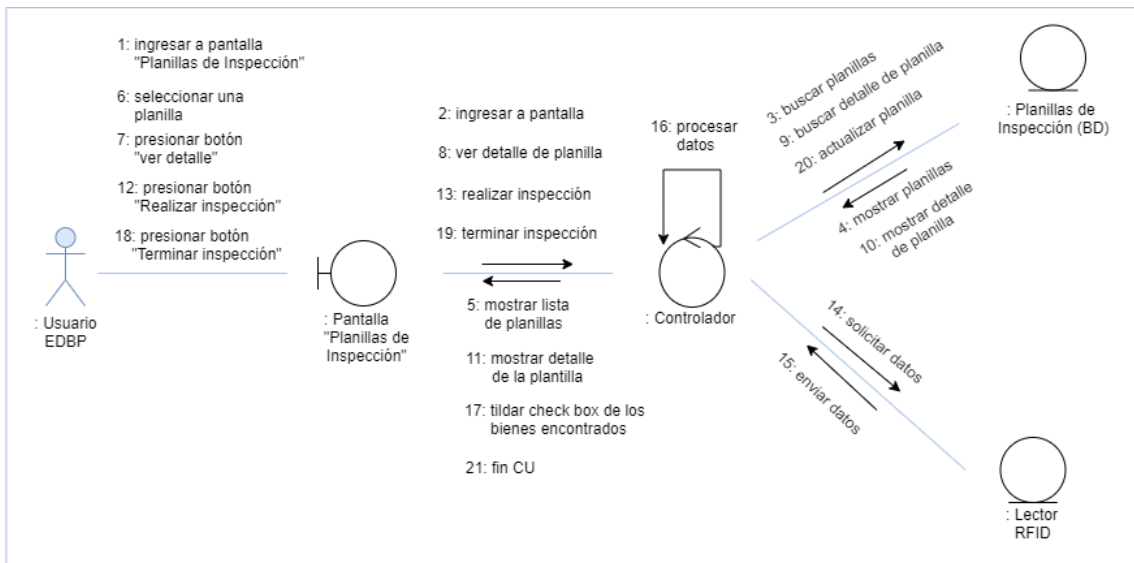 1: ingresar a pantalla
"Planillas de Inspección"
6: seleccionar una
planilla
7: presionar botón
"ver detalle"
12: presionar botón
"Realizar inspección"
18: presionar botón
"Terminar inspección"
: Usuario
EDBP
: Pantalla
"Planillas de
Inspección"
2: ingresar a pantalla
8: ver detalle de planilla
13: realizar inspección
19: terminar inspección
5: mostrar lista
de planillas
11: mostrar detalle
de la plantilla
17: tildar check box de los
bienes encontrados
21: fin CU
16: procesar
datos
: Controlador
3: buscar planillas
9: buscar detalle de planilla
20: actualizar planilla
4: mostrar planillas
10: mostrar detalle
de planilla
: Planillas de
Inspección (BD)
14: solicitar datos
15: enviar datos
: Lector
RFID